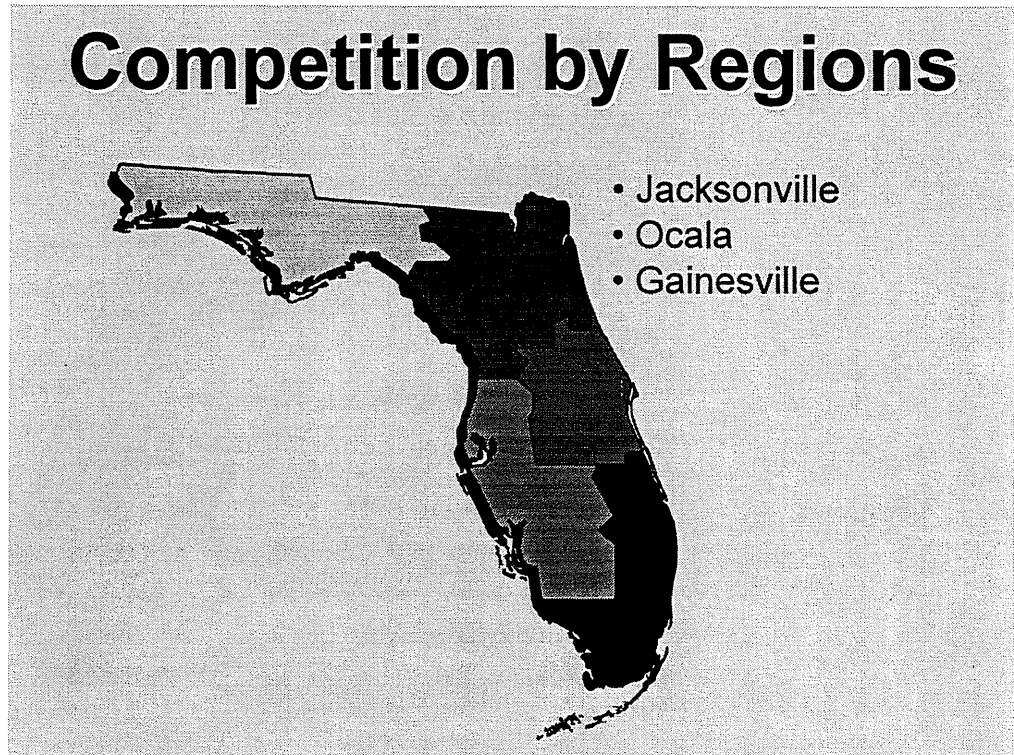 Competition by Regions
• Jacksonville
• Ocala
• Gainesville